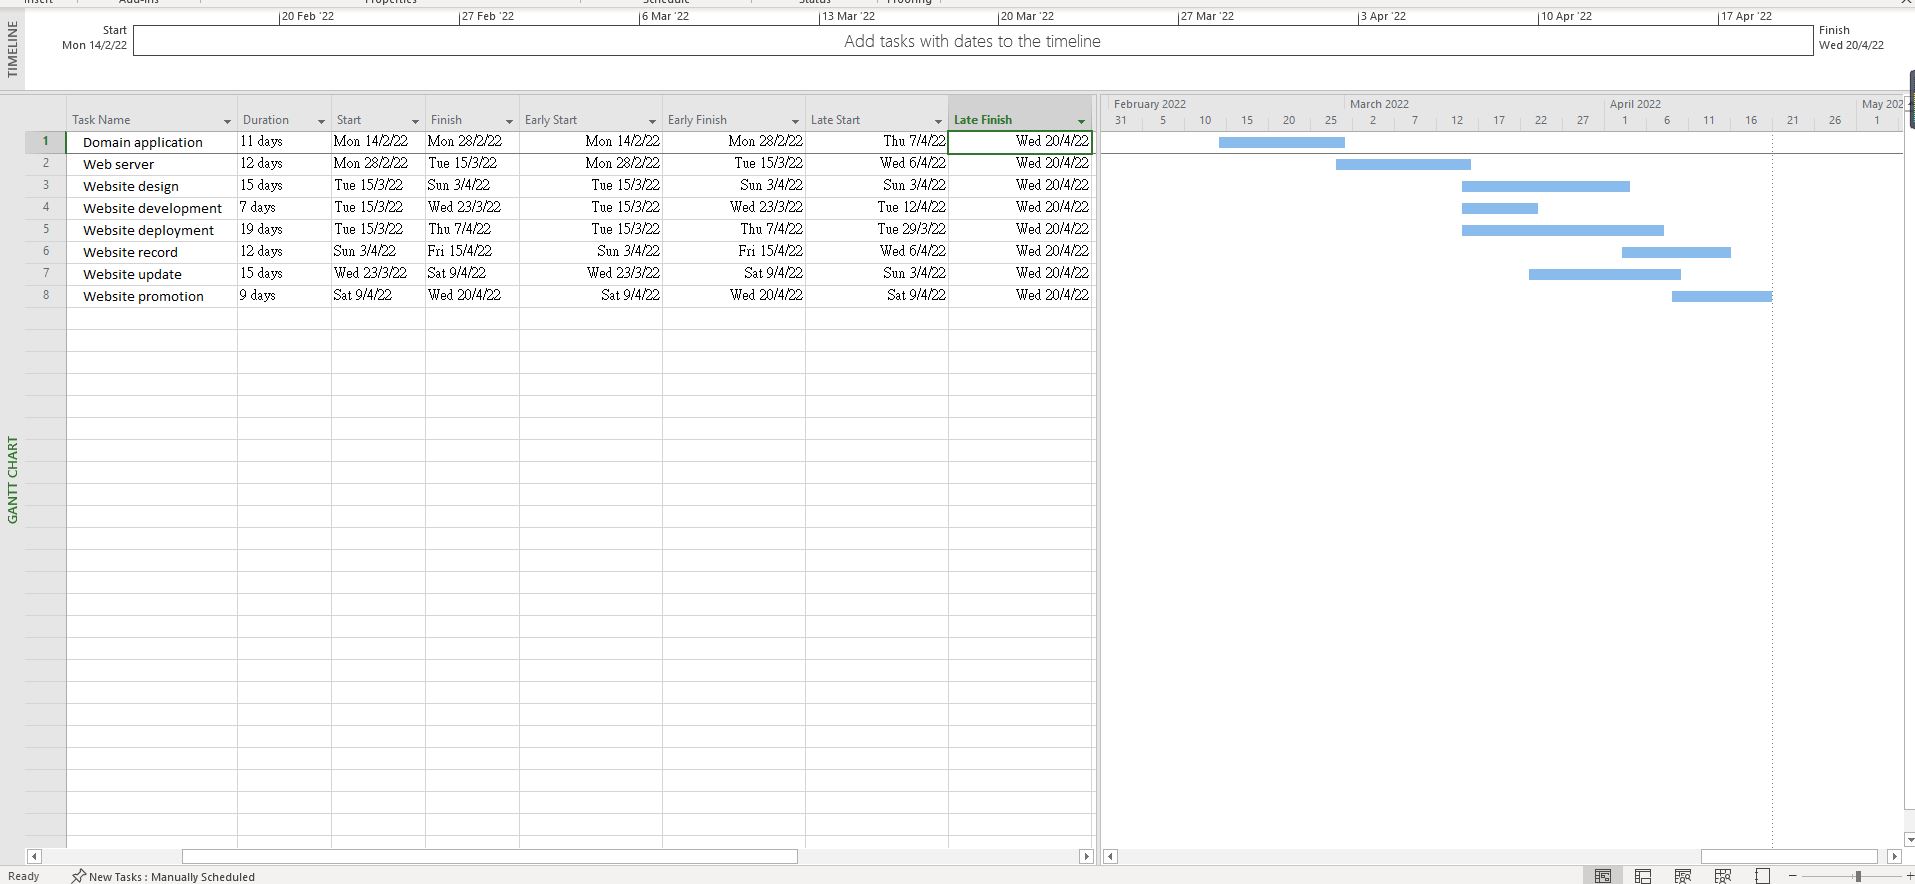 Insert Add-ins Properties Schedule Status Proofing
20 Feb '22 27 Feb '22 6 Mar '22 13 Mar '22 20 Mar '22 27 Mar '22 3 Apr '22 10 Apr '22 17 Apr '22
TIMELINE
Start
Mon 14/2/22
Add tasks with dates to the timeline
Finish
Wed 20/4/22
GANTT CHART
Task Name Duration Start Finish Early Start Early Finish Late Start Late Finish
1 Domain application 11 days Mon 14/2/22 Mon 28/2/22 Mon 14/2/22 Mon 28/2/22 Thu 7/4/22 Wed 20/4/22
2 Web server 12 days Mon 28/2/22 Tue 15/3/22 Mon 28/2/22 Tue 15/3/22 Wed 6/4/22 Wed 20/4/22
3 Website design 15 days Tue 15/3/22 Sun 3/4/22 Tue 15/3/22 Sun 3/4/22 Sun 3/4/22 Wed 20/4/22
4 Website development 7 days Tue 15/3/22 Wed 23/3/22 Tue 15/3/22 Wed 23/3/22 Tue 12/4/22 Wed 20/4/22
5 Website deployment 19 days Tue 15/3/22 Thu 7/4/22 Tue 15/3/22 Thu 7/4/22 Tue 29/3/22 Wed 20/4/22
6 Website record 12 days Sun 3/4/22 Fri 15/4/22 Sun 3/4/22 Fri 15/4/22 Wed 6/4/22 Wed 20/4/22
7 Website update 15 days Wed 23/3/22 Sat 9/4/22 Wed 23/3/22 Sat 9/4/22 Sun 3/4/22 Wed 20/4/22
8 Website promotion 9 days Sat 9/4/22 Wed 20/4/22 Sat 9/4/22 Wed 20/4/22 Sat 9/4/22 Wed 20/4/22
February 2022 March 2022 April 2022 May 202
31 5 10 15 20 25 2 7 12 17 22 27 1 6 11 16 21 26 1
Ready New Tasks : Manually Scheduled